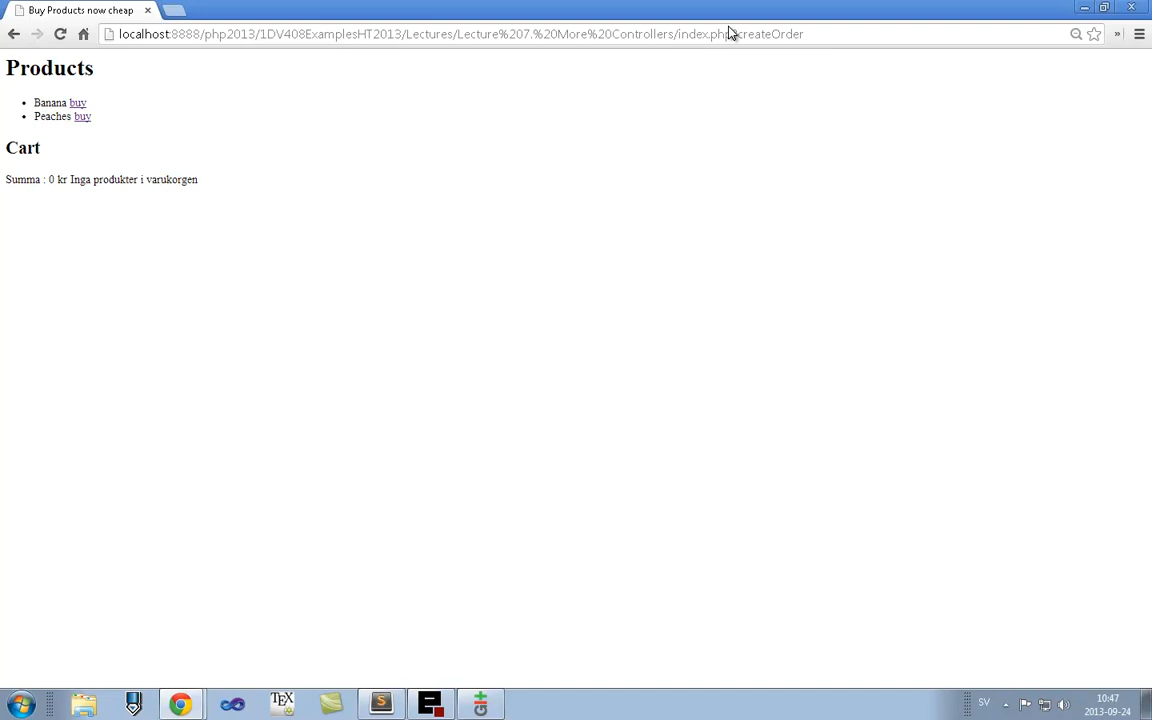 Buy Products now cheap
localhost:8888/php2013/1DV408ExamplesHT2013/Lectures/Lecture%207.%20More%20Controllers/index.php?createOrder
Products
Banana buy
Peaches buy
Cart
Summa : 0 kr Inga produkter i varukorgen
TEX
S
SV
10:47
2013-09-24